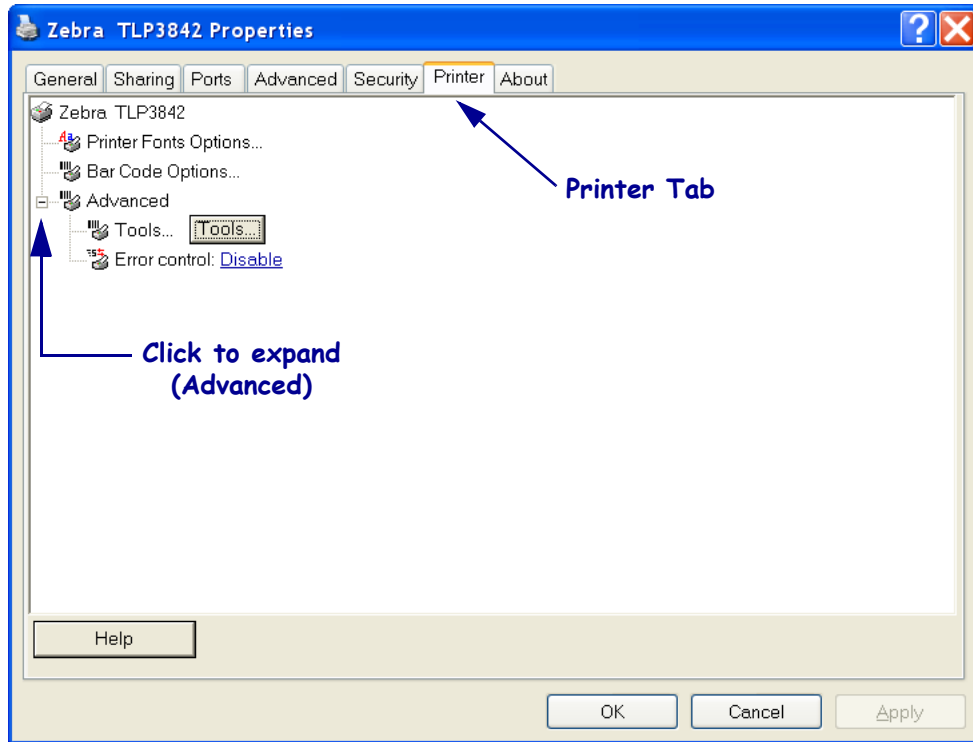 Zebra TLP3842 Properties
?
General Sharing Ports Advanced Security Printer About
Zebra TLP3842
Printer Fonts Options...
Bar Code Options...
Printer Tab
Advanced
Tools... Tools...
Error control: Disable
Click to expand
(Advanced)
Help
OK Cancel Apply